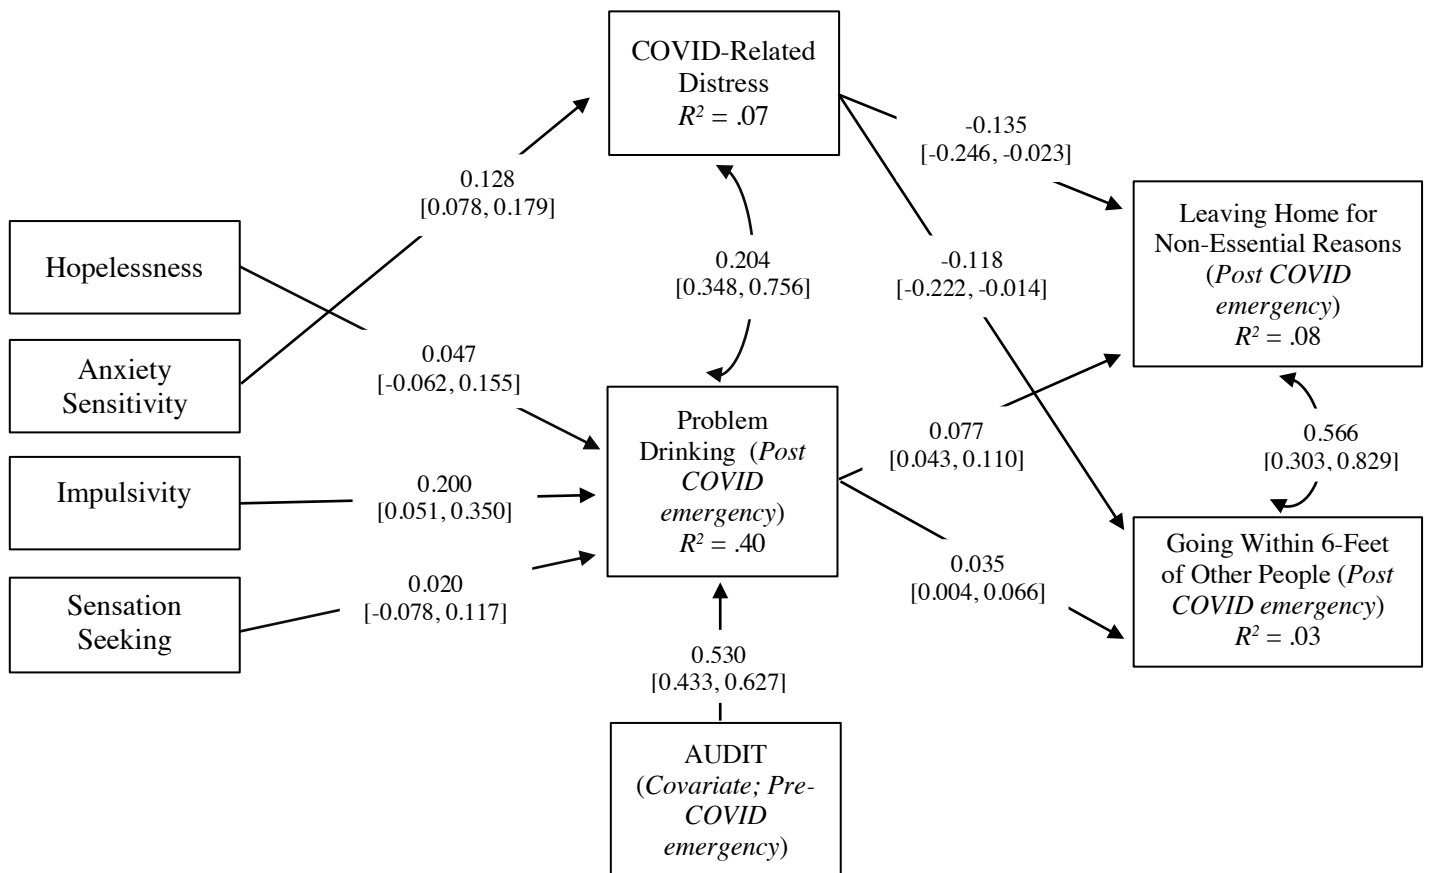 COVID-Related
Distress
R² = .07
-0.135
[-0.246, -0.023]
0.128
[0.078, 0.179]
Leaving Home for
Non-Essential Reasons
(Post COVID
emergency)
R² = .08
Hopelessness
0.204
[0.348, 0.756]
-0.118
[-0.222, -0.014]
Anxiety
Sensitivity
0.047
[-0.062, 0.155]
Problem
Drinking (Post
COVID
emergency)
R² = .40
0.077
[0.043, 0.110]
0.566
[0.303, 0.829]
Impulsivity
0.200
[0.051, 0.350]
Going Within 6-Feet
of Other People (Post
COVID emergency)
R² = .03
0.035
[0.004, 0.066]
Sensation
Seeking
0.020
[-0.078, 0.117]
0.530
[0.433, 0.627]
AUDIT
(Covariate; Pre-
COVID
emergency)